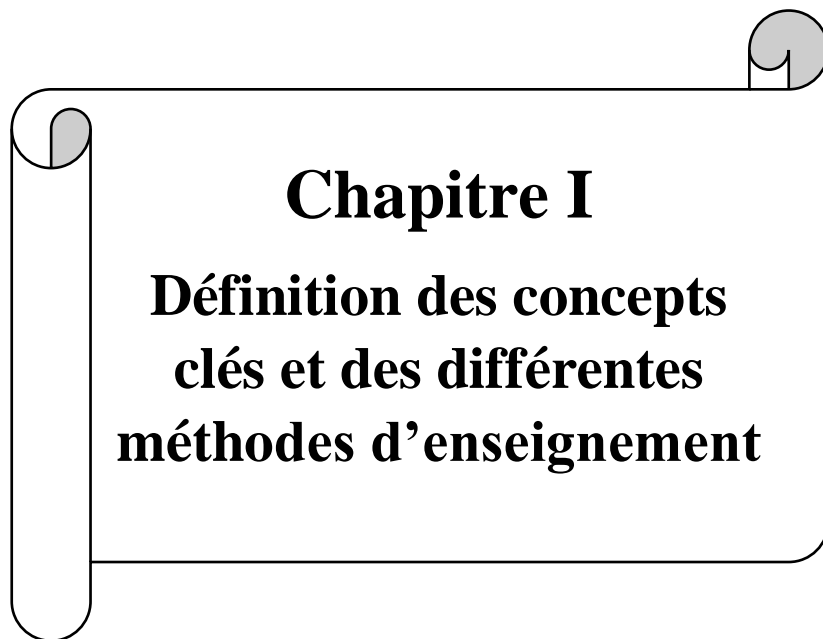 Chapitre I
Définition des concepts
clés et des différentes
méthodes d’enseignement